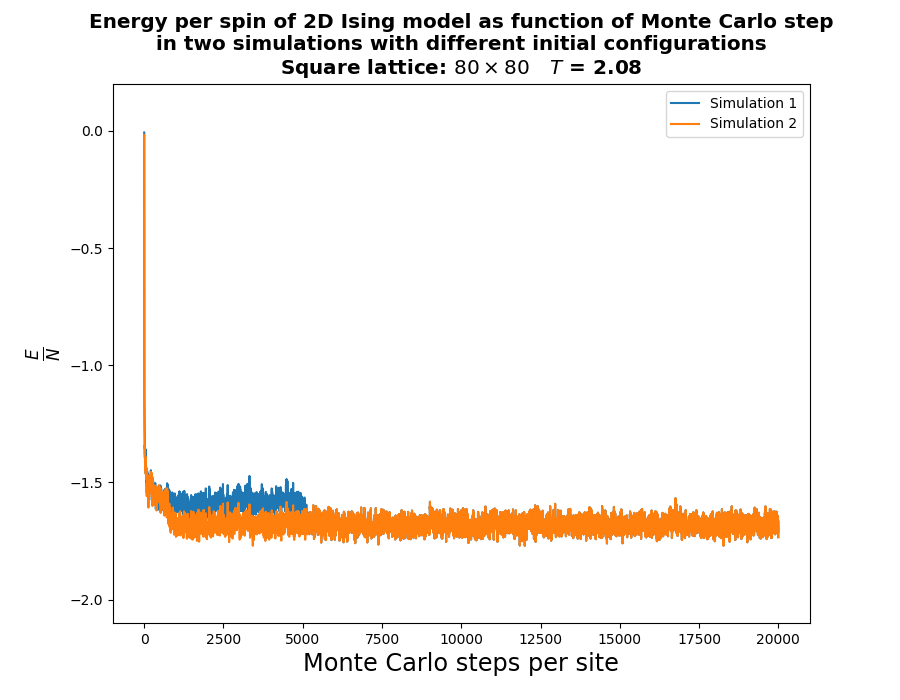 Energy per spin of 2D Ising model as function of Monte Carlo step
in two simulations with different initial configurations
Square lattice: 80 × 80 T = 2.08
Simulation 1
Simulation 2
0.0
−0.5
−1.0
−1.5
−2.0
E
N
0 2500 5000 7500 10000 12500 15000 17500 20000
Monte Carlo steps per site